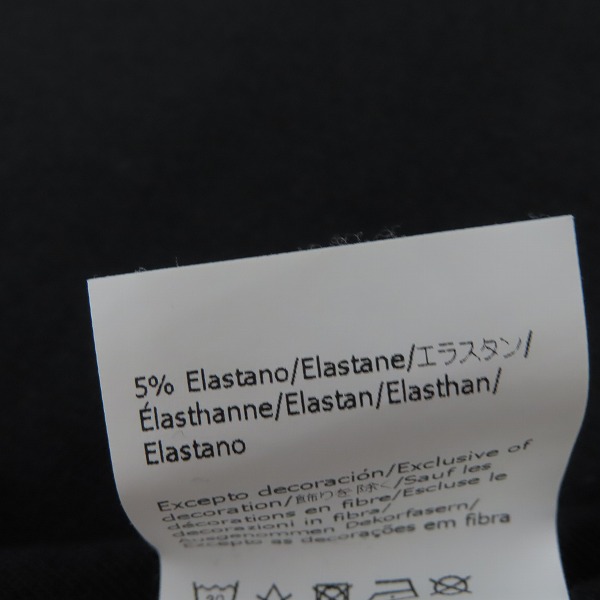 5% Elastano/Elastane/エラスタン/
Élasthanne/Elastan/Elasthan/
Elastano
Excepto decoración/Exclusive of
decoration/飾りを除く/Sauf les
décorations en fibre/Escluse le
decorazioni in fibra/
Ausgenommen Dekorfasern/
Excepto as decorações em fibra
30